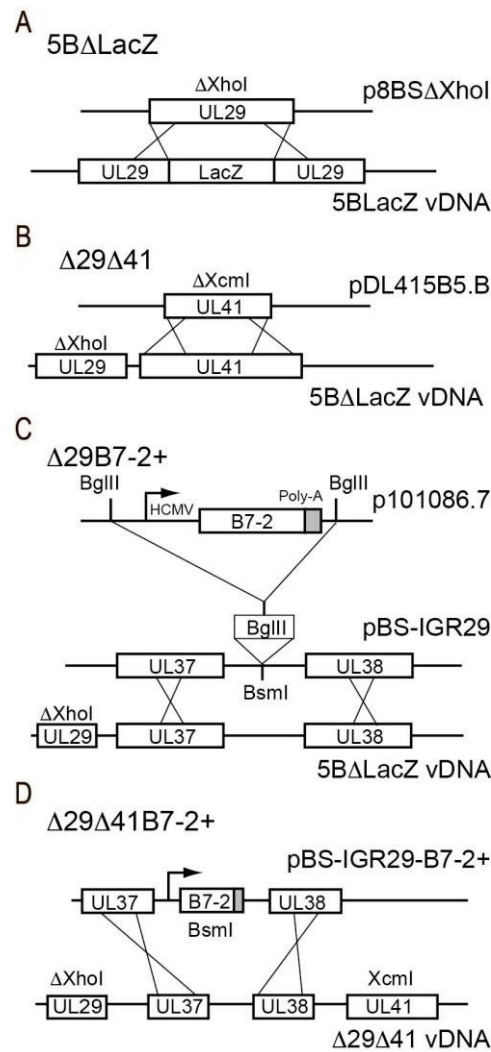 A
5BΔLacZ
ΔXhoI
UL29
p8BSΔXhoI
UL29 LacZ UL29
5BLacZ vDNA
B
Δ29Δ41
ΔXcmI
UL41
pDL415B5.B
ΔXhoI
UL29 UL41
5BΔLacZ vDNA
C
Δ29B7-2+
BglII BglII
HCMV B7-2 Poly-A
p101086.7
BglII
pBS-IGR29
UL37 UL38
BsmI
ΔXhoI
UL29 UL37 UL38
5BΔLacZ vDNA
D
Δ29Δ41B7-2+
pBS-IGR29-B7-2+
UL37 B7-2 UL38
BsmI
ΔXhoI XcmI
UL29 UL37 UL38 UL41
Δ29Δ41 vDNA